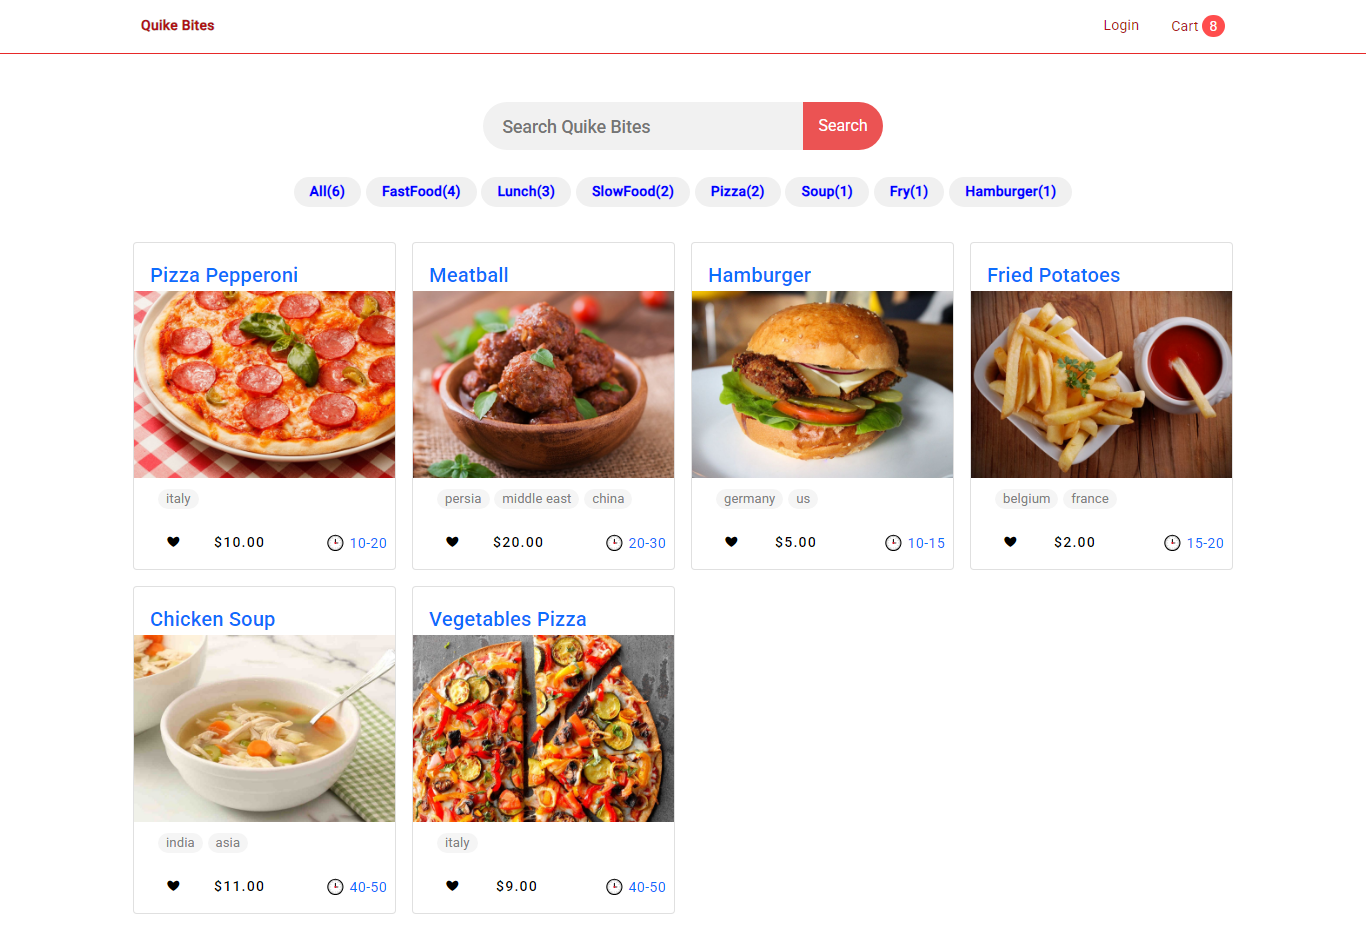 Quike Bites
Login
Cart 8
Search Quike Bites
Search
All(6) FastFood(4) Lunch(3) SlowFood(2) Pizza(2) Soup(1) Fry(1) Hamburger(1)
Pizza Pepperoni
italy
$10.00 10-20
Meatball
persia middle east china
$20.00 20-30
Hamburger
germany us
$5.00 10-15
Fried Potatoes
belgium france
$2.00 15-20
Chicken Soup
india asia
$11.00 40-50
Vegetables Pizza
italy
$9.00 40-50